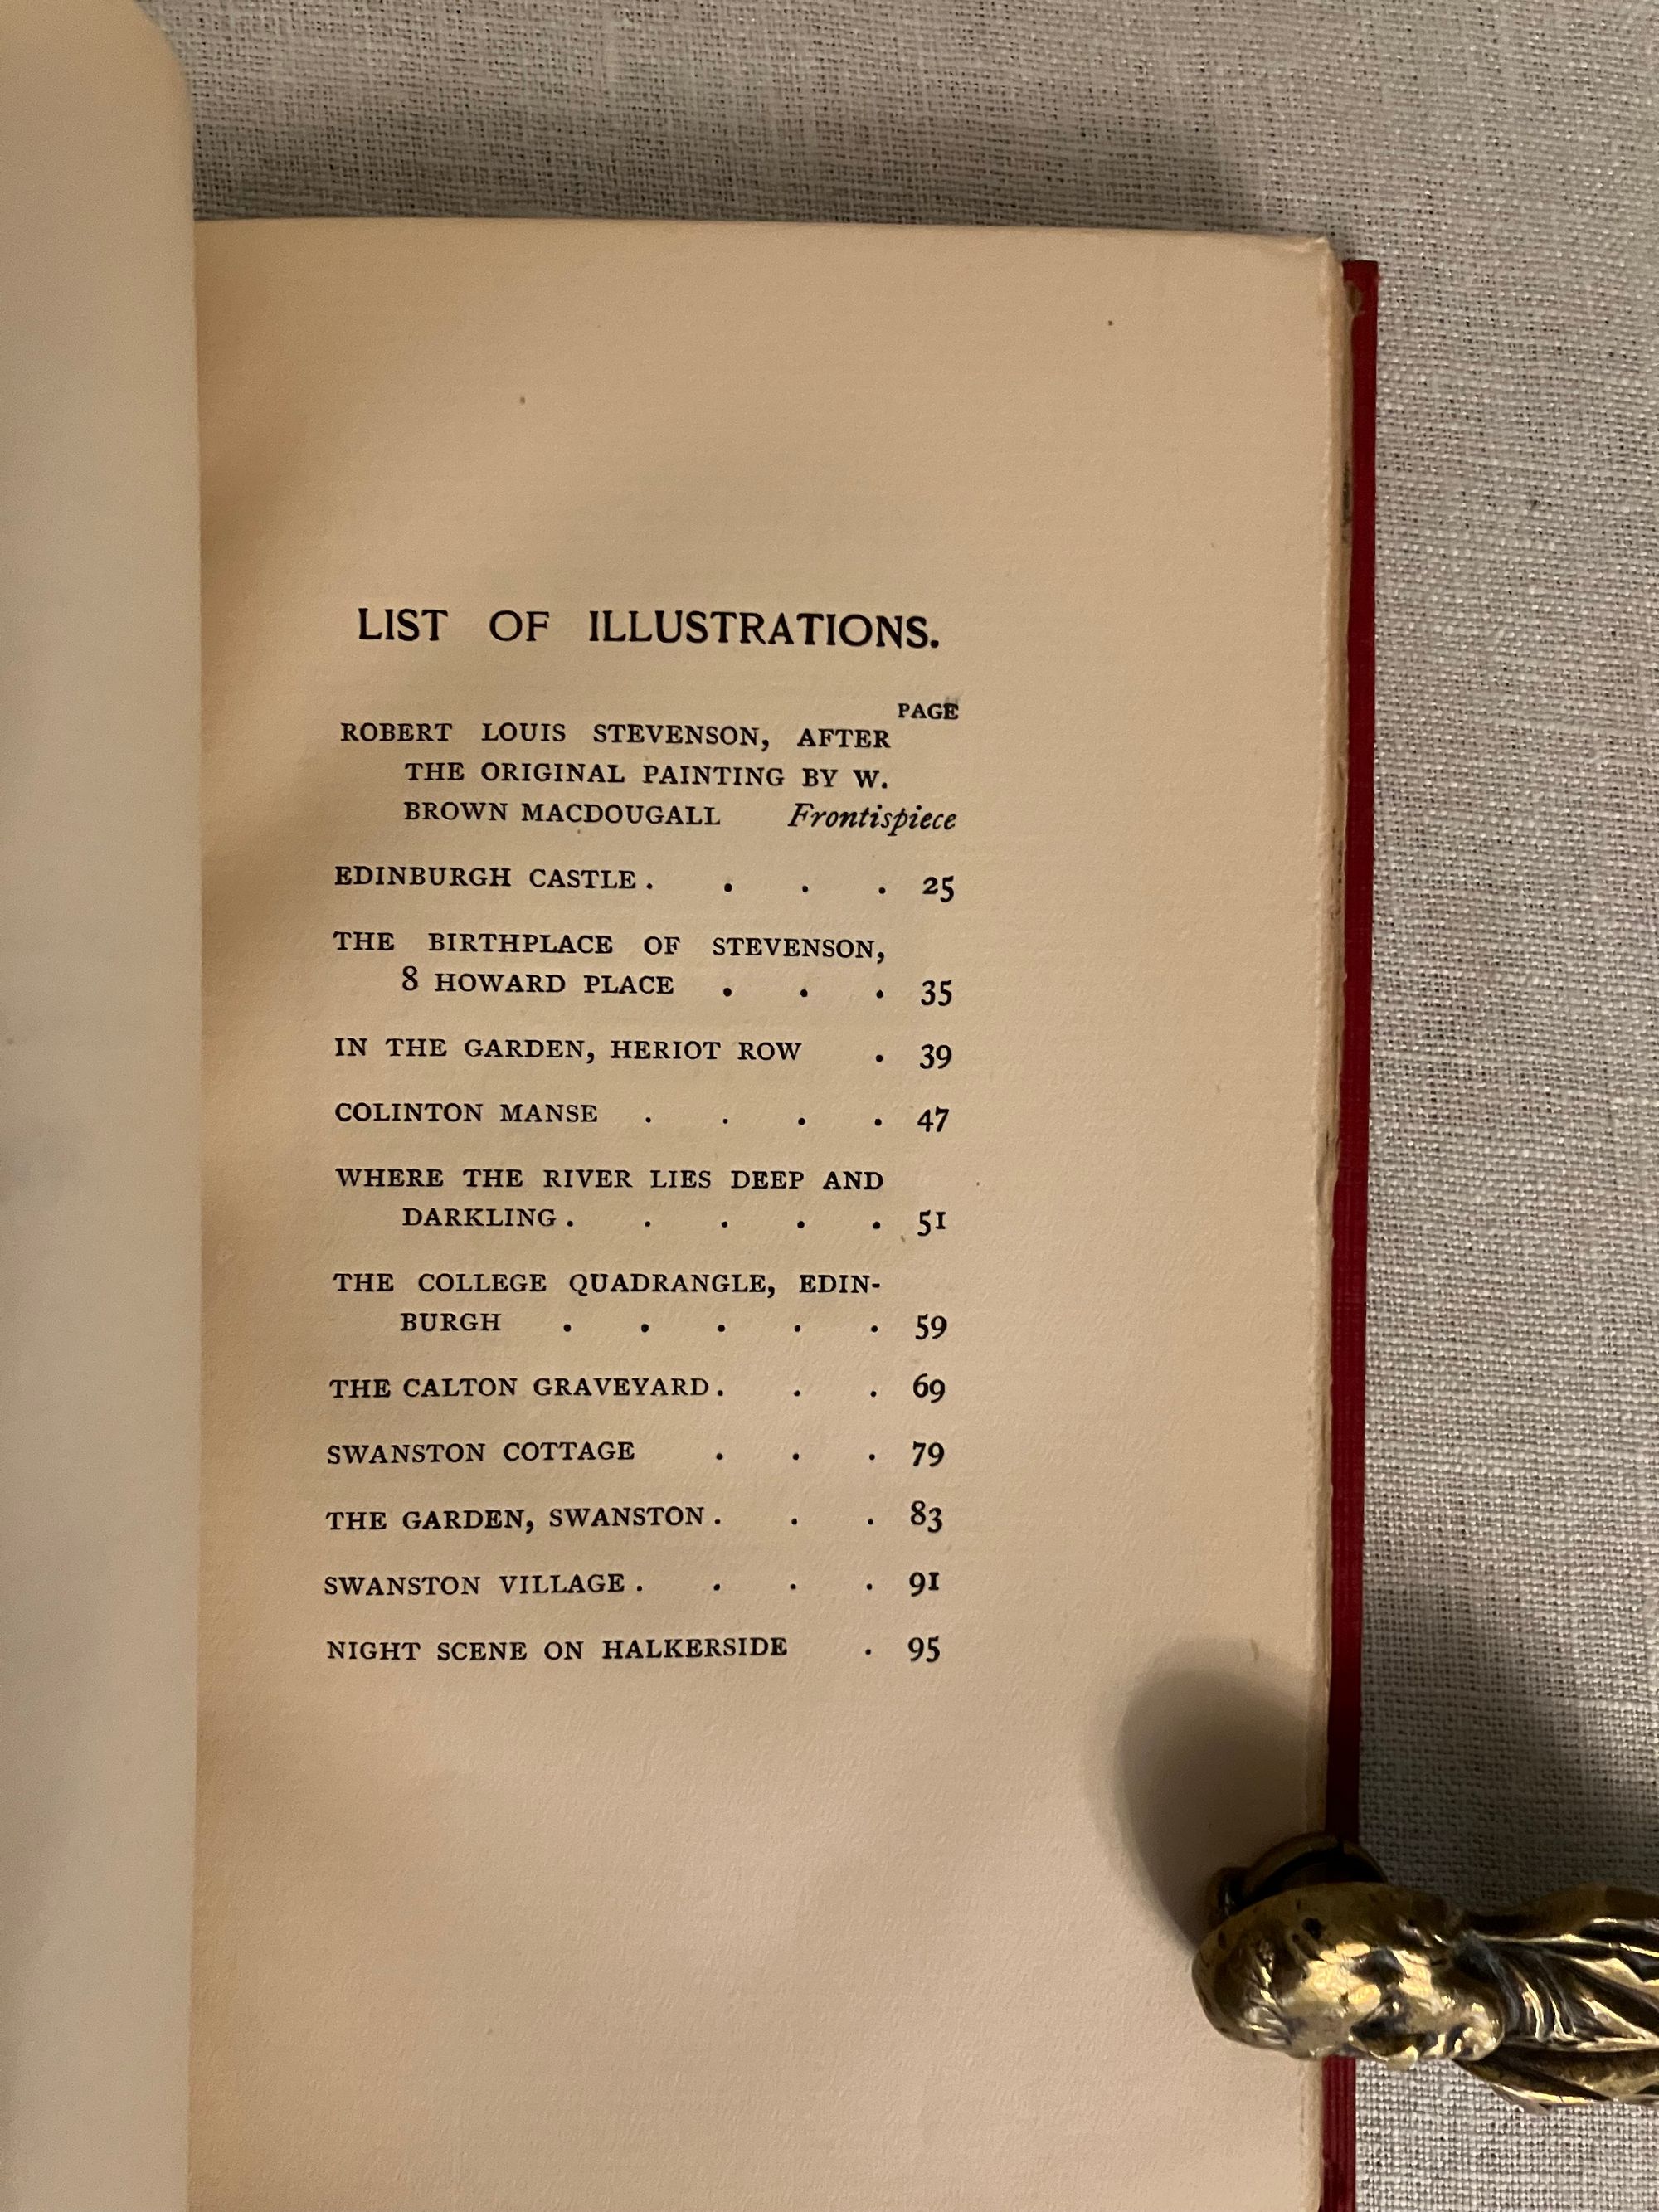 LIST OF ILLUSTRATIONS.
PAGE
ROBERT LOUIS STEVENSON, AFTER
THE ORIGINAL PAINTING BY W.
BROWN MACDOUGALL Frontispiece
EDINBURGH CASTLE . . . . 25
THE BIRTHPLACE OF STEVENSON,
8 HOWARD PLACE . . . 35
IN THE GARDEN, HERIOT ROW . 39
COLINTON MANSE . . . . 47
WHERE THE RIVER LIES DEEP AND
DARKLING . . . . . 51
THE COLLEGE QUADRANGLE, EDIN-
BURGH . . . . . 59
THE CALTON GRAVEYARD . . . 69
SWANSTON COTTAGE . . . 79
THE GARDEN, SWANSTON . . . 83
SWANSTON VILLAGE . . . . 91
NIGHT SCENE ON HALKERSIDE . 95